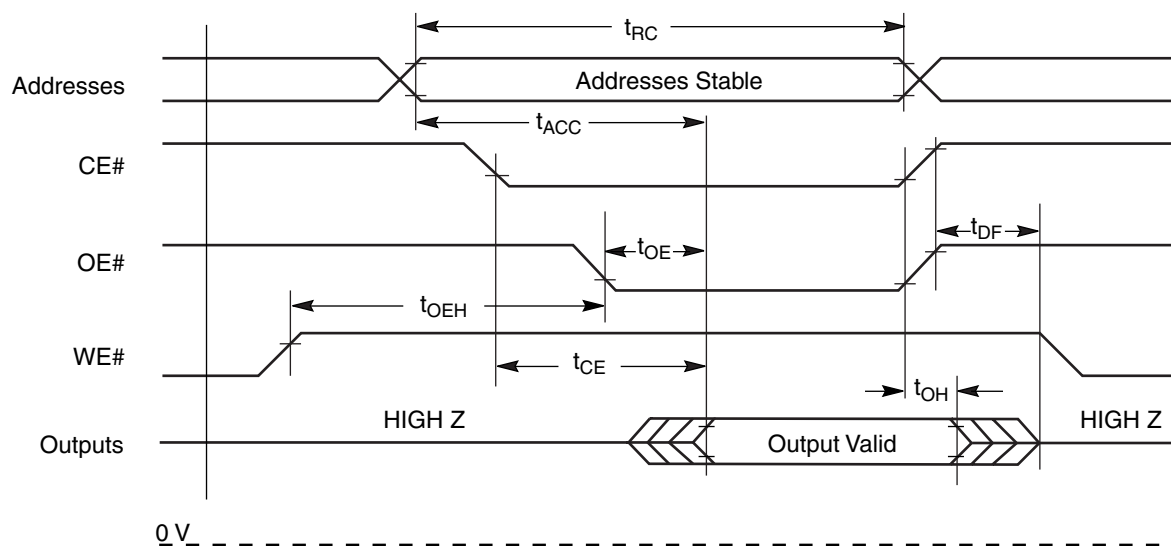 tRC
Addresses
Addresses Stable
tACC
CE#
tDF
OE#
tOE
tOEH
WE#
tCE
tOH
HIGH Z
HIGH Z
Outputs
Output Valid
0 V